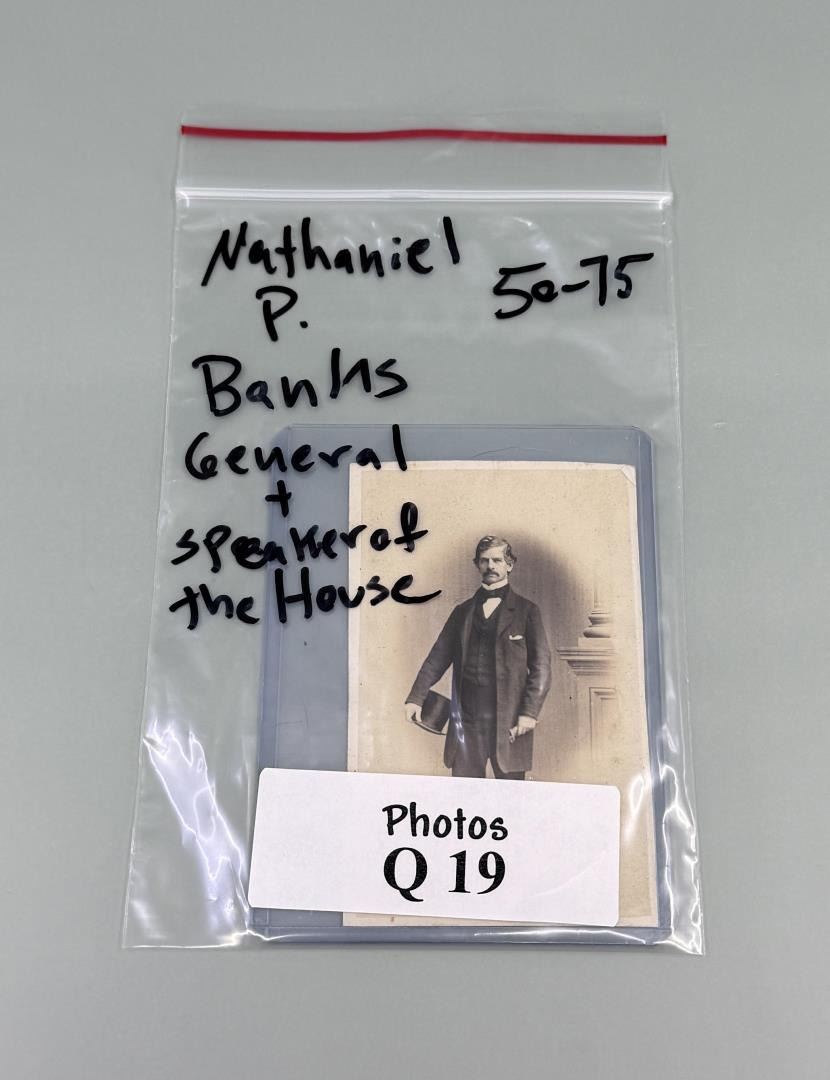 Nathaniel
P.
50-75
Banks
General
+
speaker of
the House
Photos
Q 19